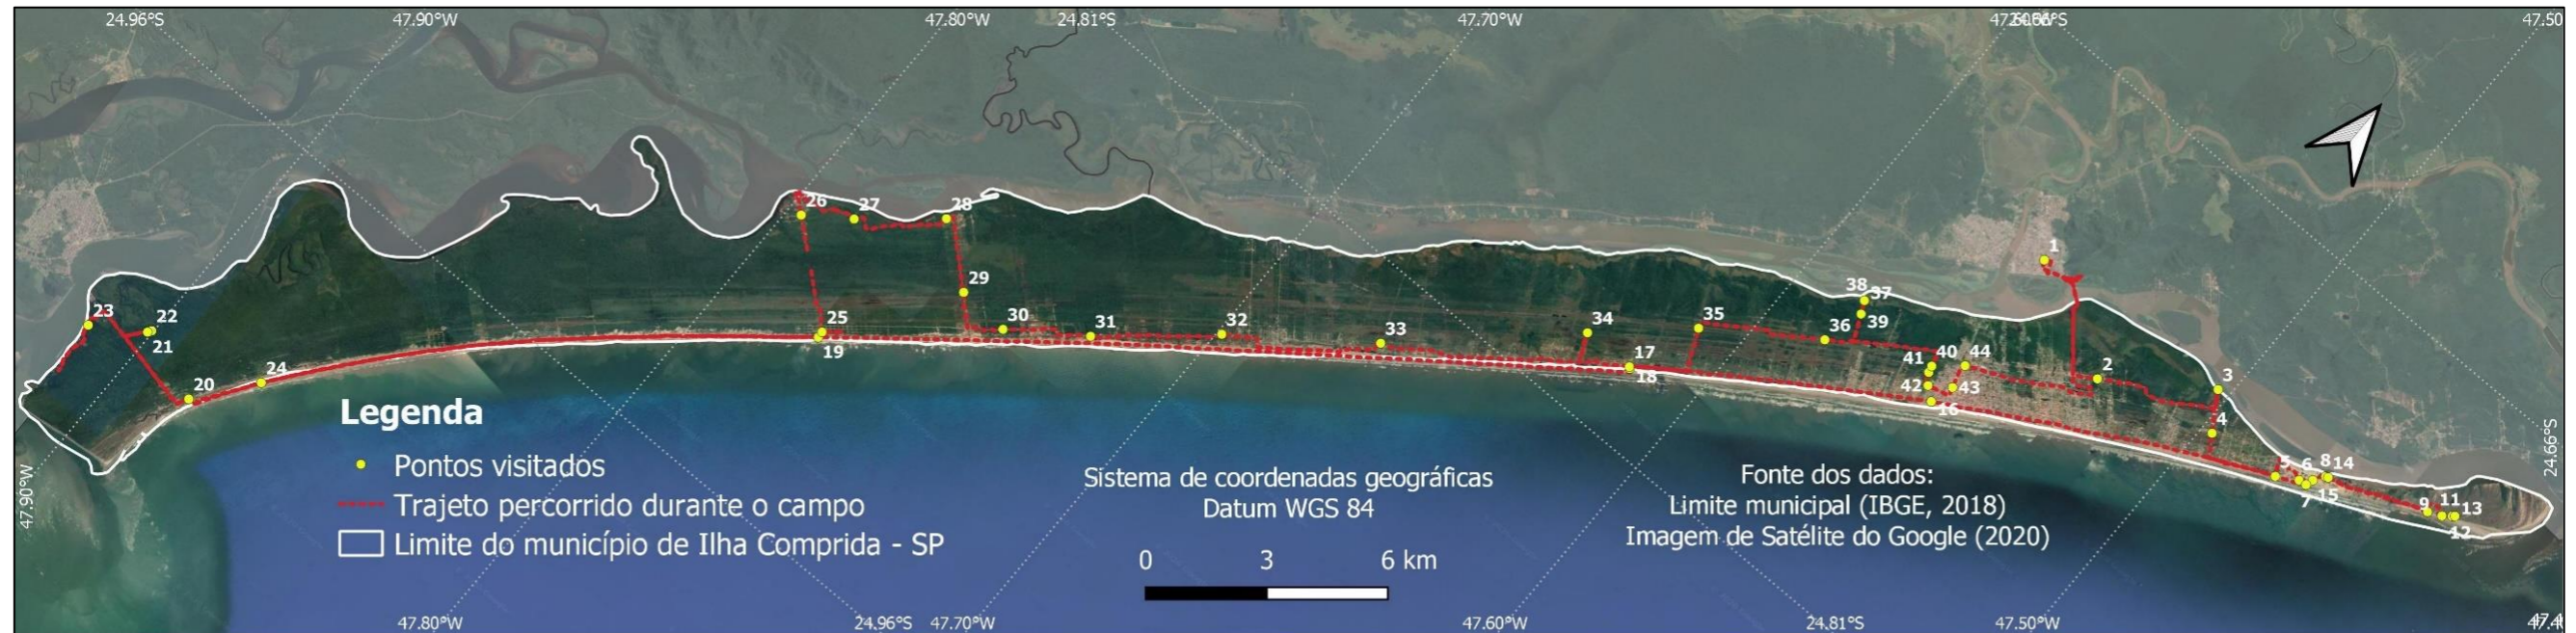 24.96°S
47.90°W
47.80°W
24.81°S
47.70°W
47.50
1
38
37
26
27
28
29
39
23
22
21
25
19
30
31
32
33
34
35
36
17
18
41
40
44
42
43
16
2
3
4
20
24
5
6
8
14
7
15
9
11
13
12
Legenda
Pontos visitados
Trajeto percorrido durante o campo
Limite do município de Ilha Comprida - SP
Sistema de coordenadas geográficas
Datum WGS 84
0 3 6 km
Fonte dos dados:
Limite municipal (IBGE, 2018)
Imagem de Satélite do Google (2020)
47.90°W
24.66°S
47.80°W
24.96°S
47.70°W
47.60°W
24.81°S
47.50°W